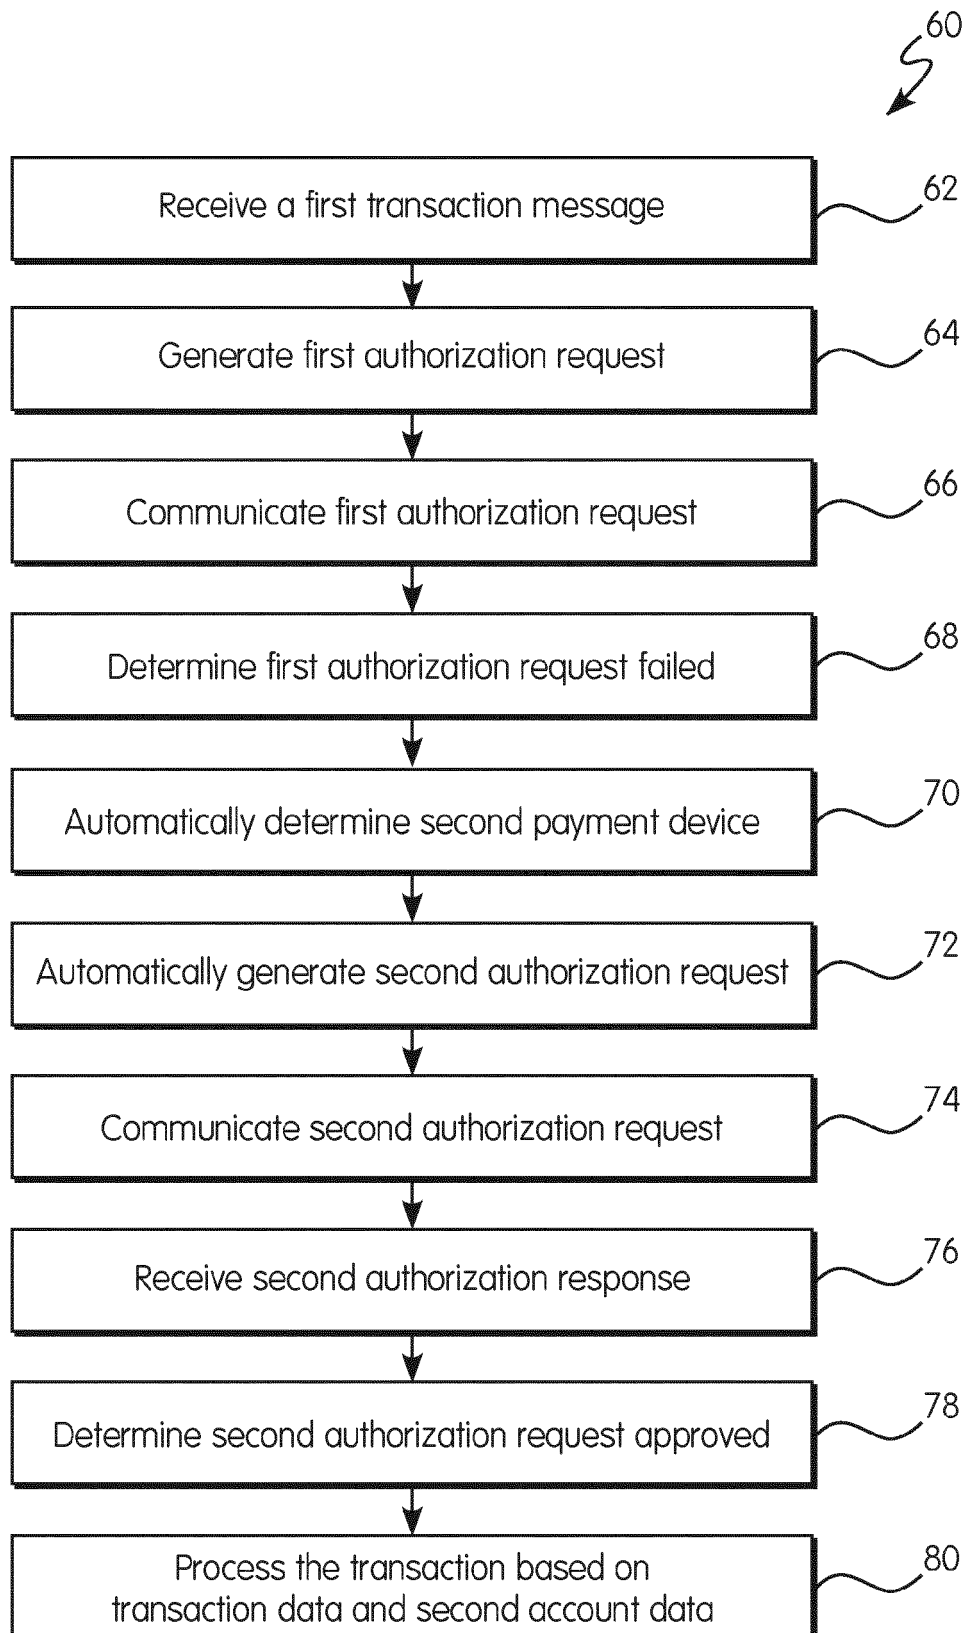 60
Receive a first transaction message
62
Generate first authorization request
64
Communicate first authorization request
66
Determine first authorization request failed
68
Automatically determine second payment device
70
Automatically generate second authorization request
72
Communicate second authorization request
74
Receive second authorization response
76
Determine second authorization request approved
78
Process the transaction based on
transaction data and second account data
80